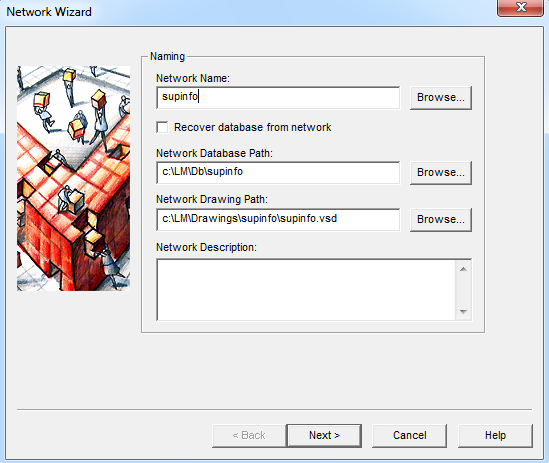 Network Wizard
Naming
Network Name:
supinfo
Browse...
Recover database from network
Network Database Path:
c:\LM\Db\supinfo
Browse...
Network Drawing Path:
c:\LM\Drawings\supinfo\supinfo.vsd
Browse...
Network Description:
< Back
Next >
Cancel
Help